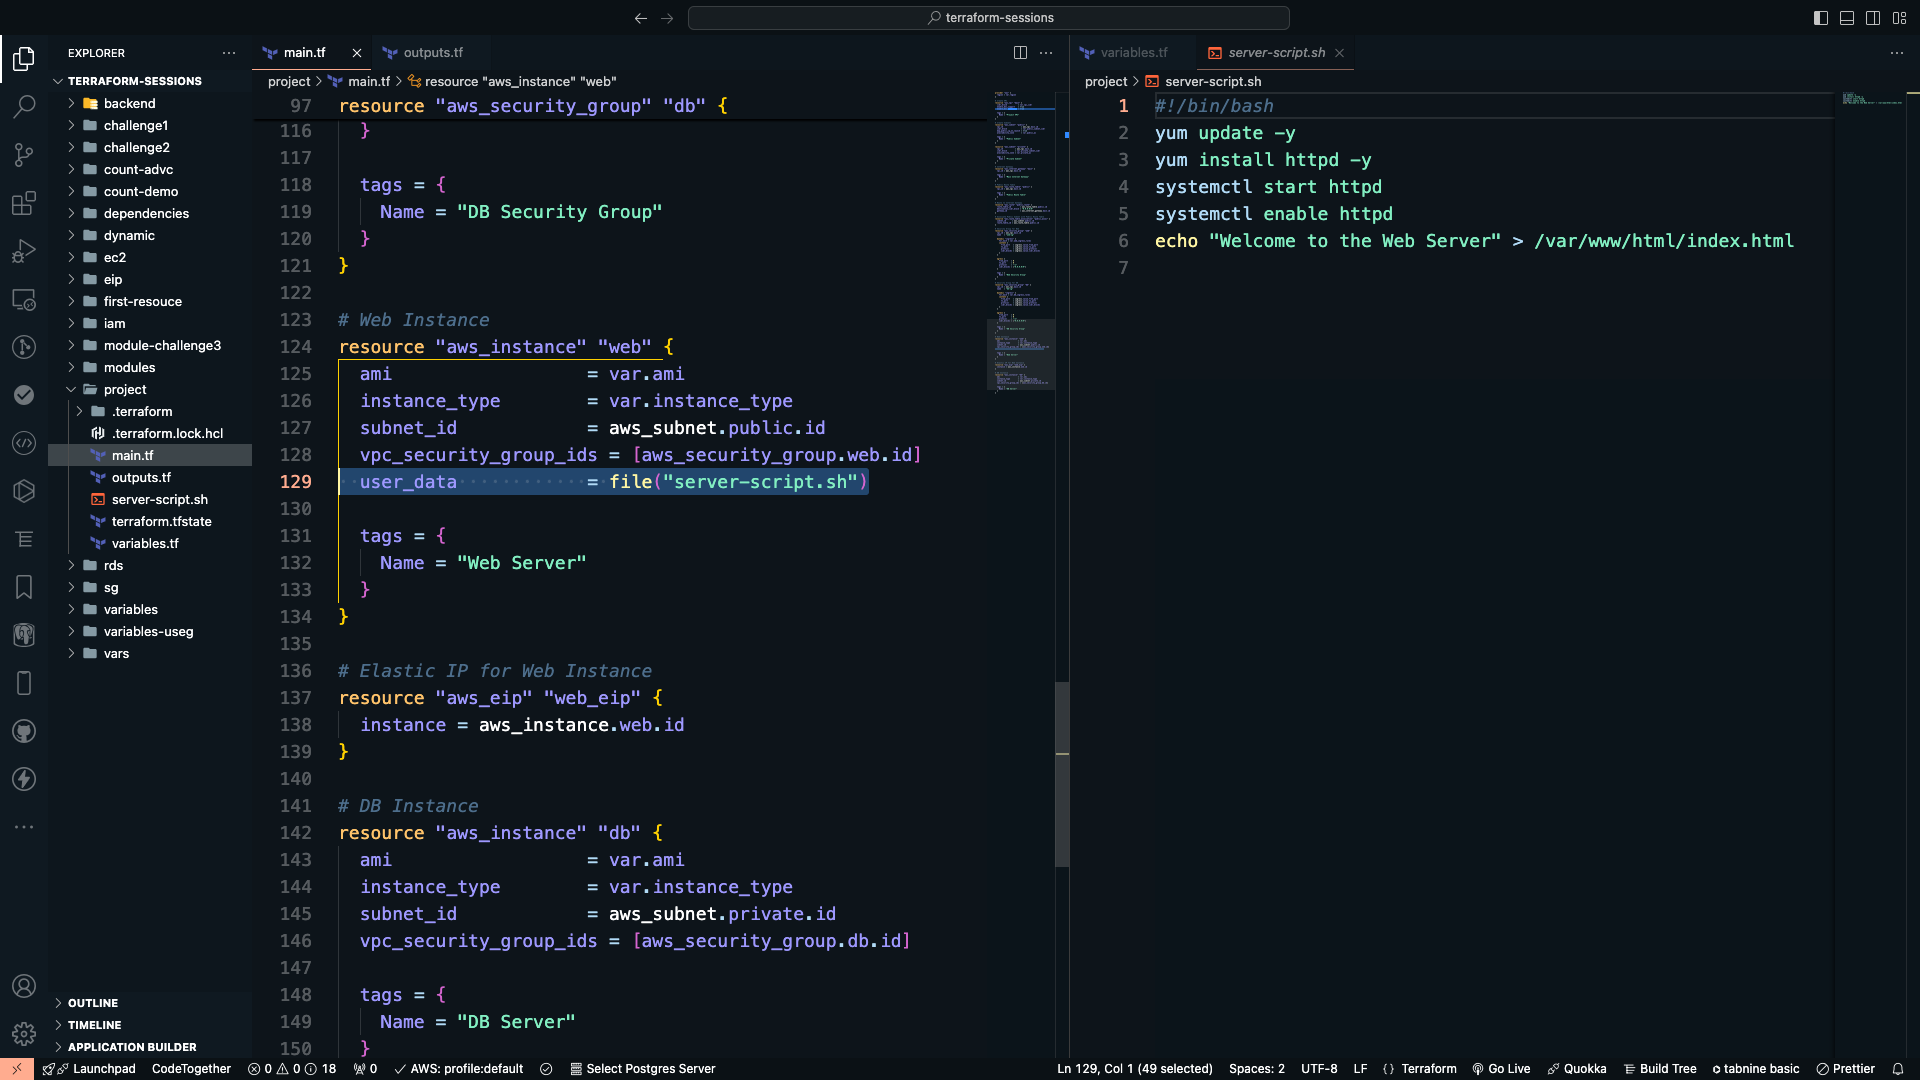 terraform-sessions
EXPLORER
TERRAFORM-SESSIONS
backend
challenge1
challenge2
count-advc
count-demo
dependencies
dynamic
ec2
eip
first-resouce
iam
module-challenge3
modules
project
.terraform
.terraform.lock.hcl
main.tf
outputs.tf
server-script.sh
terraform.tfstate
variables.tf
rds
sg
variables
variables-useg
vars
OUTLINE
TIMELINE
APPLICATION BUILDER
main.tf
outputs.tf
project > main.tf > resource "aws_instance" "web"
97 resource "aws_security_group" "db" {
116 }
117
118 tags = {
119 Name = "DB Security Group"
120 }
121 }
122
123 # Web Instance
124 resource "aws_instance" "web" {
125 ami = var.ami
126 instance_type = var.instance_type
127 subnet_id = aws_subnet.public.id
128 vpc_security_group_ids = [aws_security_group.web.id]
129 user_data = file("server-script.sh")
130
131 tags = {
132 Name = "Web Server"
133 }
134 }
135
136 # Elastic IP for Web Instance
137 resource "aws_eip" "web_eip" {
138 instance = aws_instance.web.id
139 }
140
141 # DB Instance
142 resource "aws_instance" "db" {
143 ami = var.ami
144 instance_type = var.instance_type
145 subnet_id = aws_subnet.private.id
146 vpc_security_group_ids = [aws_security_group.db.id]
147
148 tags = {
149 Name = "DB Server"
150 }
variables.tf
server-script.sh
project > server-script.sh
1 #!/bin/bash
2 yum update -y
3 yum install httpd -y
4 systemctl start httpd
5 systemctl enable httpd
6 echo "Welcome to the Web Server" > /var/www/html/index.html
7
Launchpad CodeTogether 0 0 18 0 AWS: profile:default Select Postgres Server Ln 129, Col 1 (49 selected) Spaces: 2 UTF-8 LF {} Terraform Go Live Quokka Build Tree tabnine basic Prettier